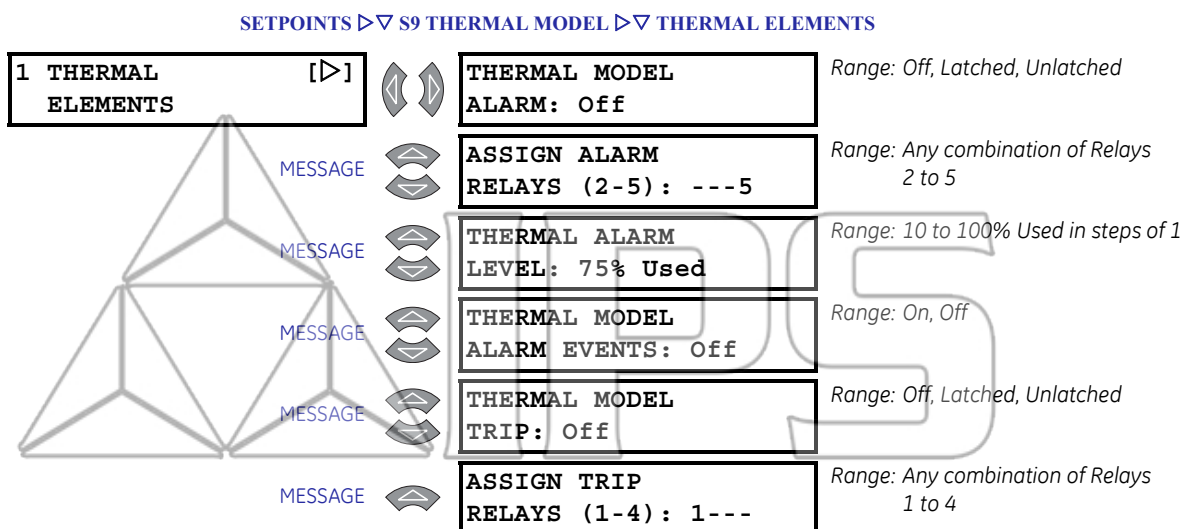 SETPOINTS ▷▽ S9 THERMAL MODEL ▷▽ THERMAL ELEMENTS
1 THERMAL [▷]
ELEMENTS
THERMAL MODEL
ALARM: Off
Range: Off, Latched, Unlatched
MESSAGE
ASSIGN ALARM
RELAYS (2-5): ---5
Range: Any combination of Relays
2 to 5
MESSAGE
THERMAL ALARM
LEVEL: 75% Used
Range: 10 to 100% Used in steps of 1
MESSAGE
THERMAL MODEL
ALARM EVENTS: Off
Range: On, Off
MESSAGE
THERMAL MODEL
TRIP: Off
Range: Off, Latched, Unlatched
MESSAGE
ASSIGN TRIP
RELAYS (1-4): 1---
Range: Any combination of Relays
1 to 4
IPS